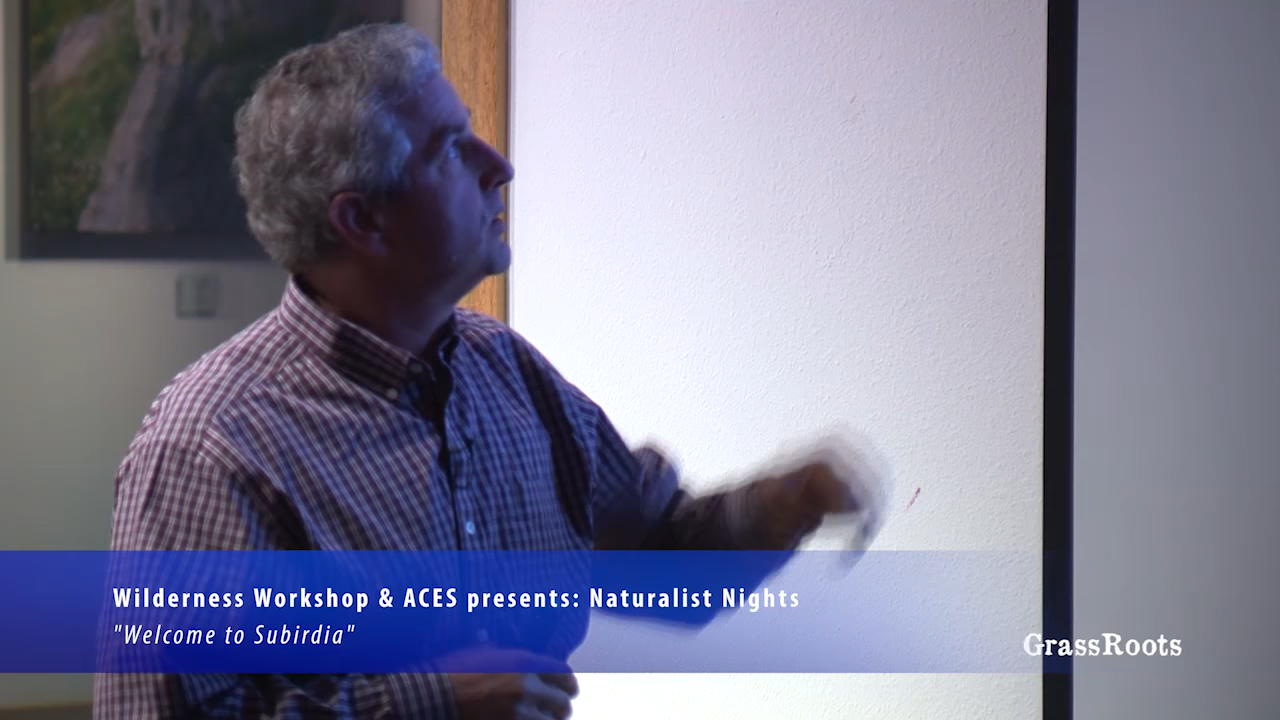 Wilderness Workshop & ACES presents: Naturalist Nights
"Welcome to Subirdia"
GrassRoots